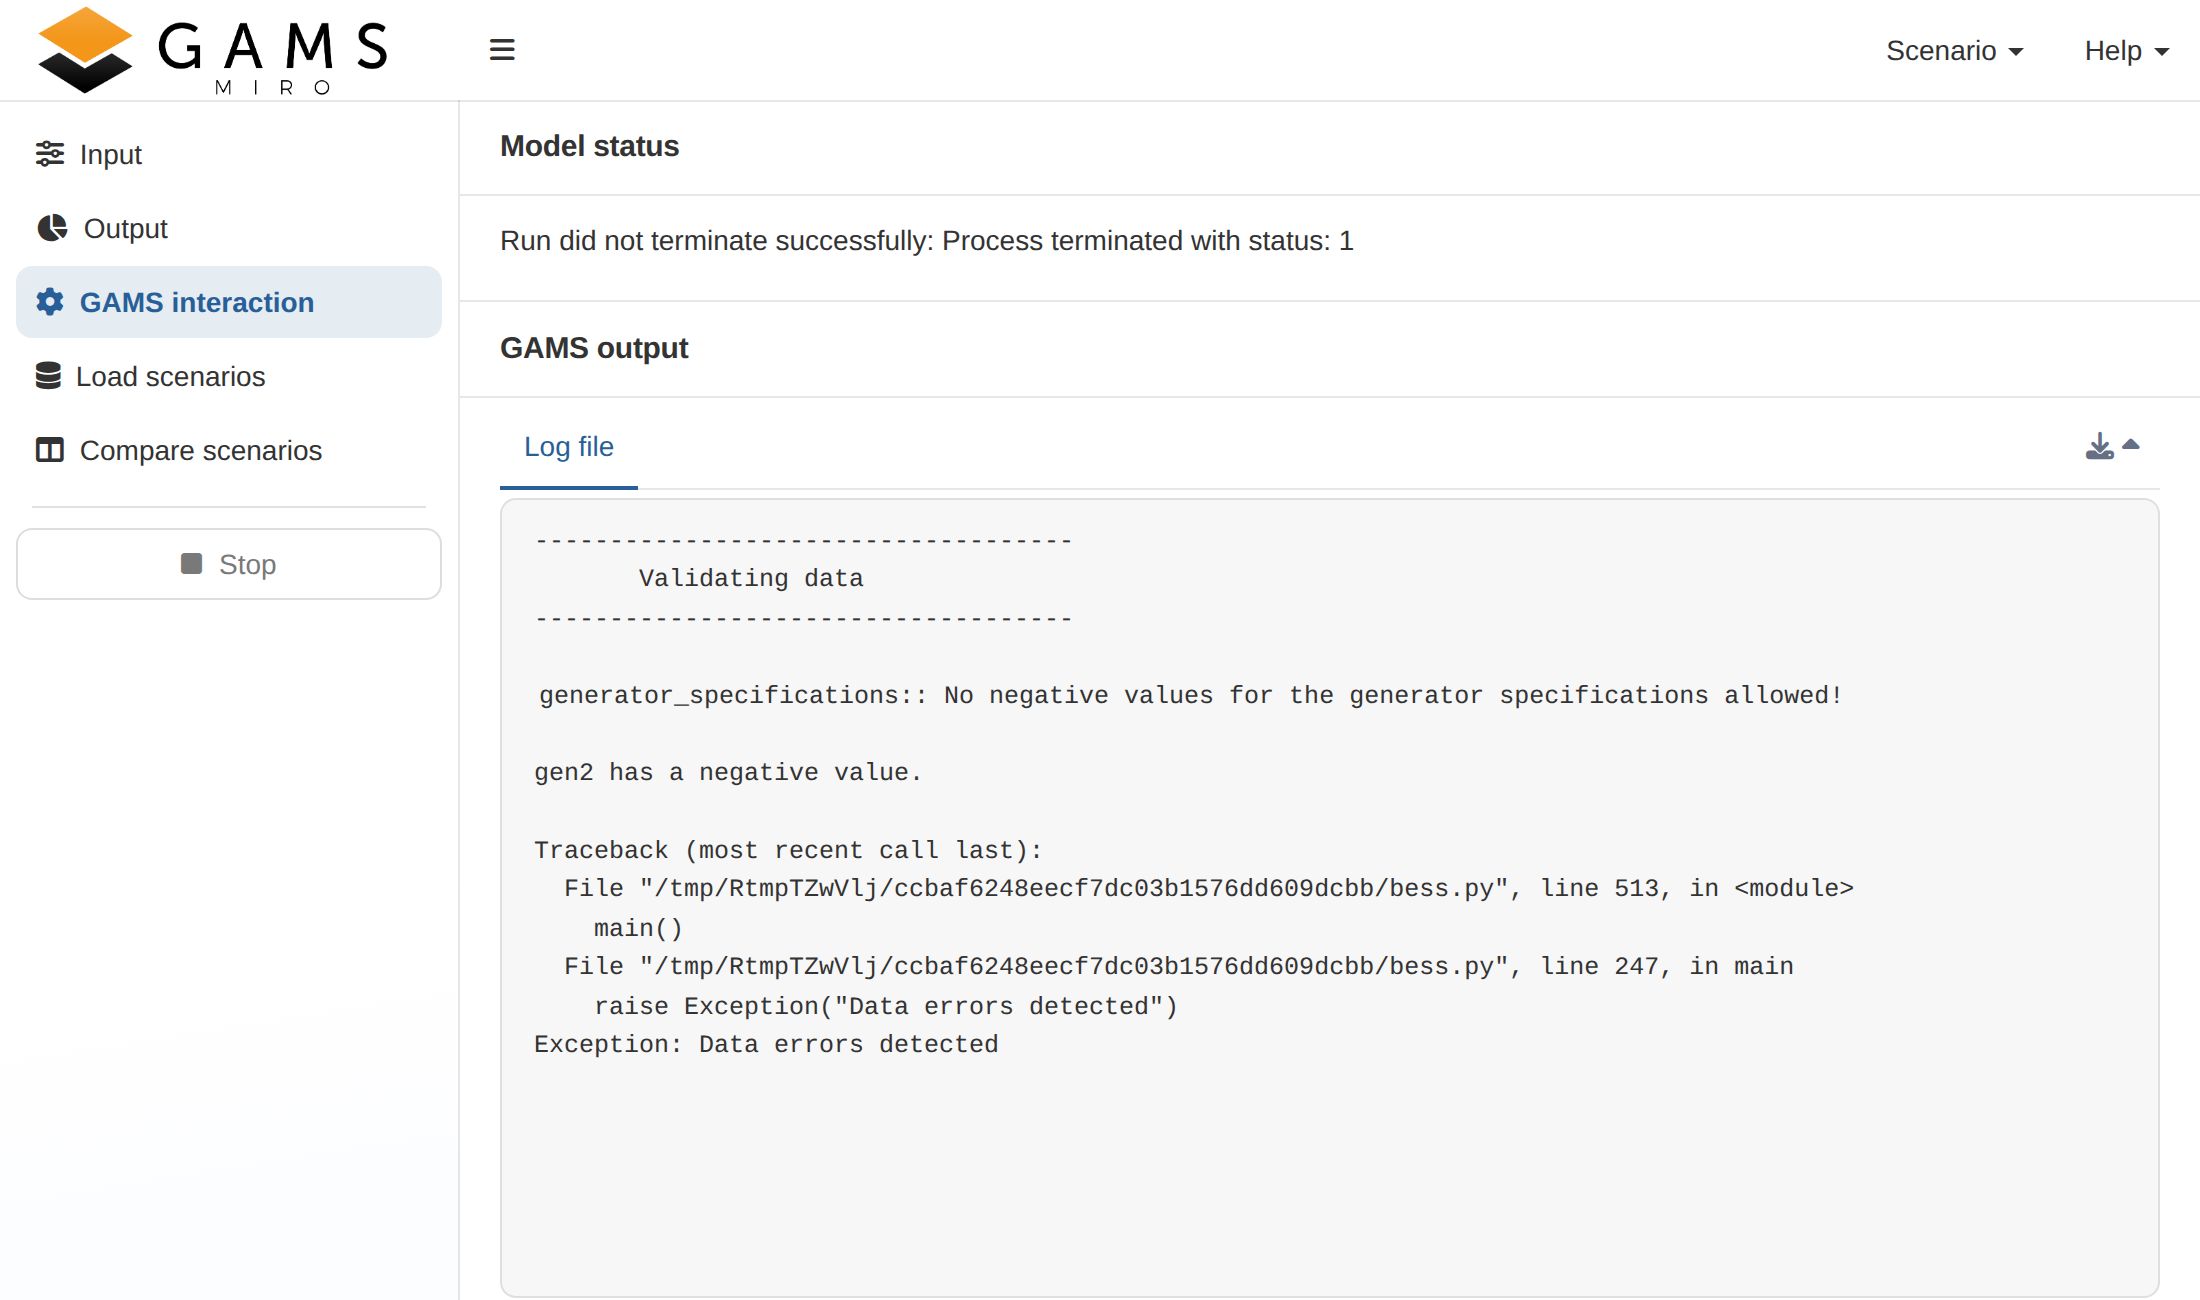 GAMS
MIRO
Scenario
Help
Input
Output
GAMS interaction
Load scenarios
Compare scenarios
Stop
Model status
Run did not terminate successfully: Process terminated with status: 1
GAMS output
Log file
------------------------------------
Validating data
------------------------------------
generator_specifications:: No negative values for the generator specifications allowed!
gen2 has a negative value.
Traceback (most recent call last):
File "/tmp/RtmpTZwVlj/ccbaf6248eecf7dc03b1576dd609dcbb/bess.py", line 513, in <module>
main()
File "/tmp/RtmpTZwVlj/ccbaf6248eecf7dc03b1576dd609dcbb/bess.py", line 247, in main
raise Exception("Data errors detected")
Exception: Data errors detected